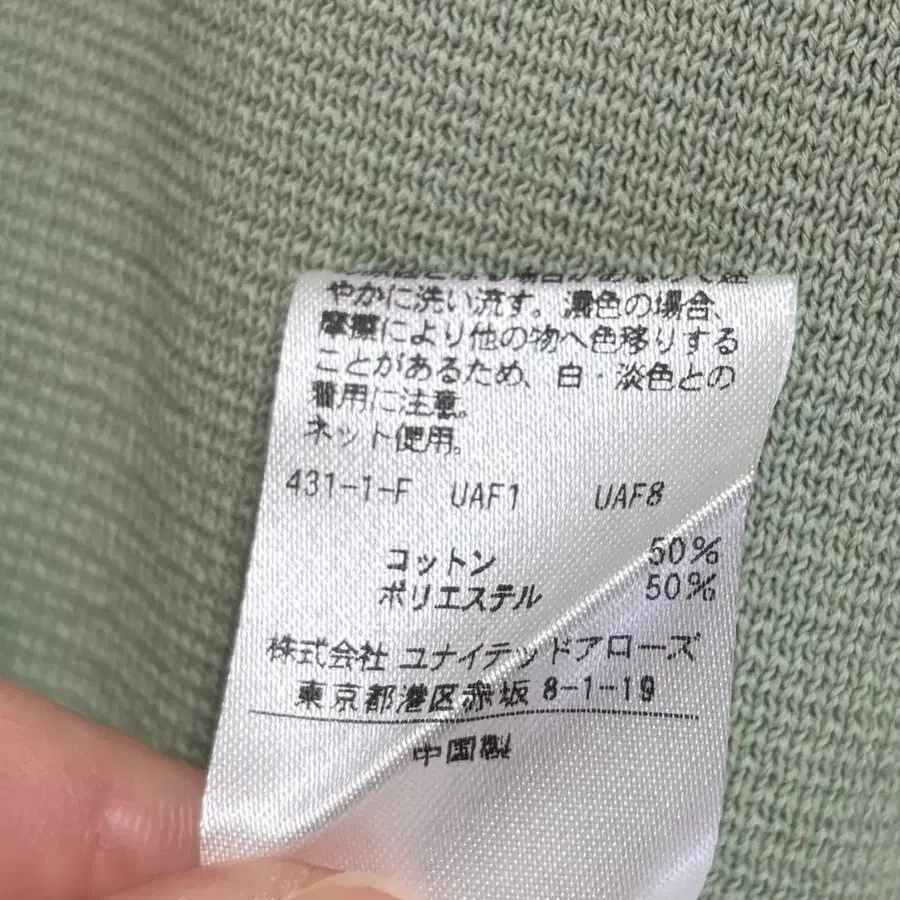 やかに洗い流す。濃色の場合、
摩擦により他の物へ色移りする
ことがあるため、白・淡色との
着用に注意。
ネット使用。
431-1-F UAF1 UAF8
コットン 50%
ポリエステル 50%
株式会社 ユナイテッドアローズ
東京都港区赤坂 8-1-19
中国製